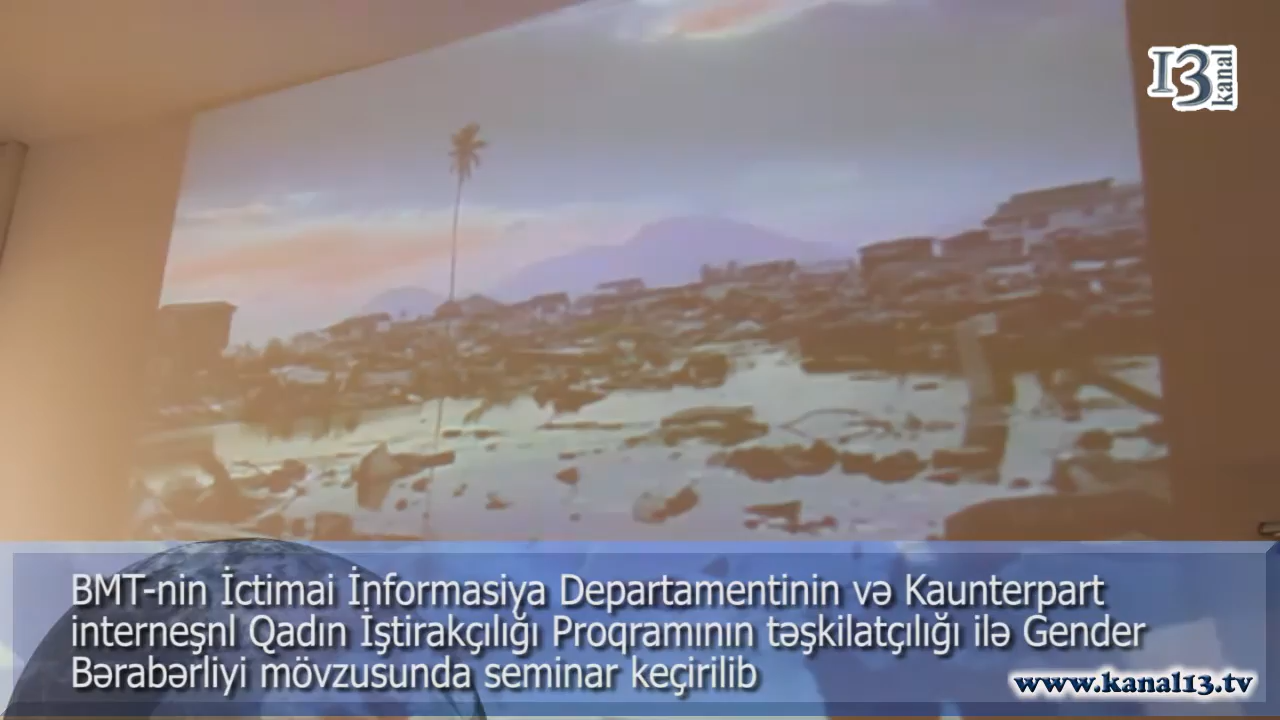 13 kanal
BMT-nin İctimai İnformasiya Departamentinin və Kaunterpart
interneşnl Qadın İştirakçılığı Proqramının təşkilatçılığı ilə Gender
Bərabərliyi mövzusunda seminar keçirilib
www.kanal13.tv